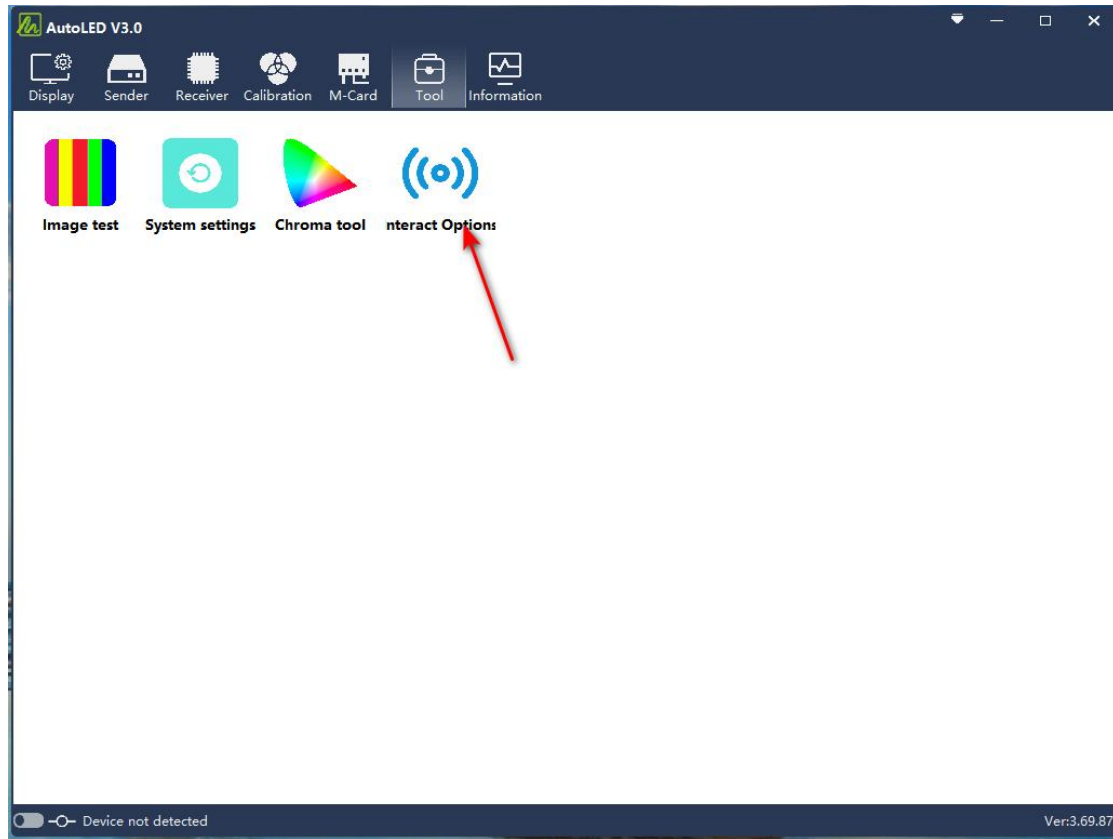 AutoLED V3.0
Display Sender Receiver Calibration M-Card Tool Information
Image test System settings Chroma tool nteract Options
Device not detected Ver:3.69.87